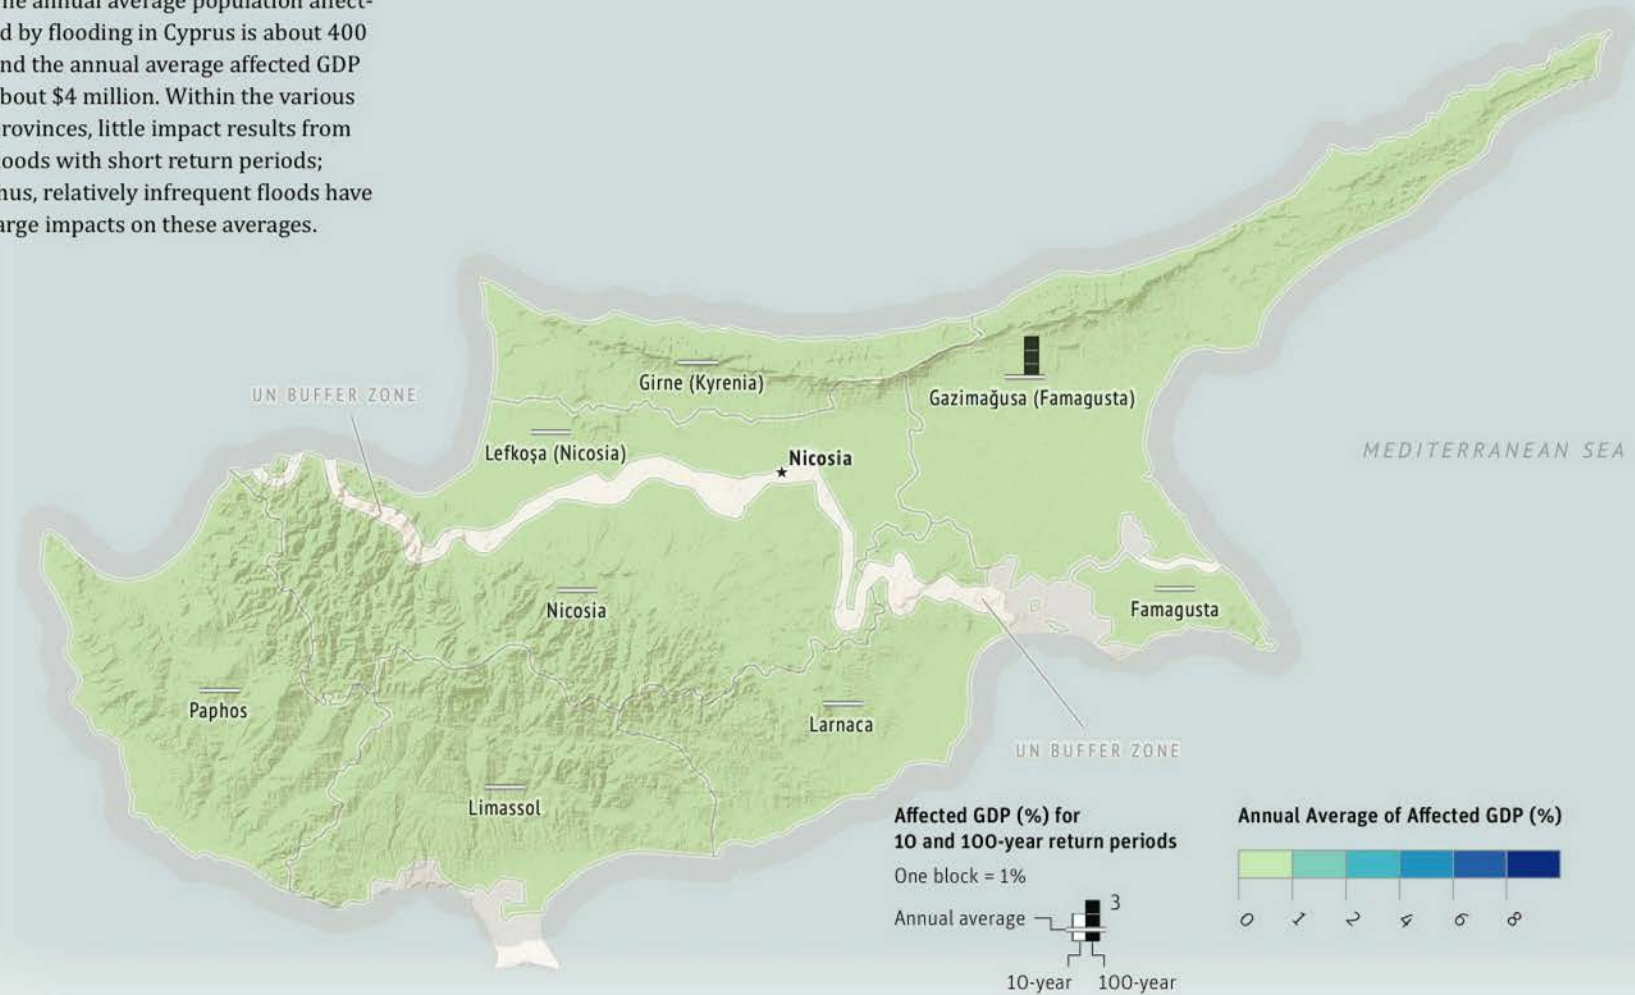 he annual average population affect-
d by flooding in Cyprus is about 400
nd the annual average affected GDP
bout $4 million. Within the various
rovinces, little impact results from
oods with short return periods;
hus, relatively infrequent floods have
arge impacts on these averages.
UN BUFFER ZONE
Girne (Kyrenia)
Gazimağusa (Famagusta)
Lefkoşa (Nicosia)
Nicosia
MEDITERRANEAN SEA
Nicosia
Famagusta
Paphos
Larnaca
UN BUFFER ZONE
Limassol
Affected GDP (%) for
10 and 100-year return periods
One block = 1%
Annual average
3
10-year 100-year
Annual Average of Affected GDP (%)
0 1 2 4 6 8